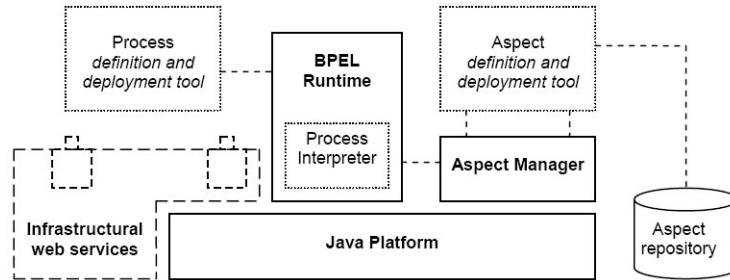 Process
definition and
deployment tool
BPEL
Runtime
Process
Interpreter
Aspect
definition and
deployment tool
Aspect Manager
Infrastructural
web services
Java Platform
Aspect
repository